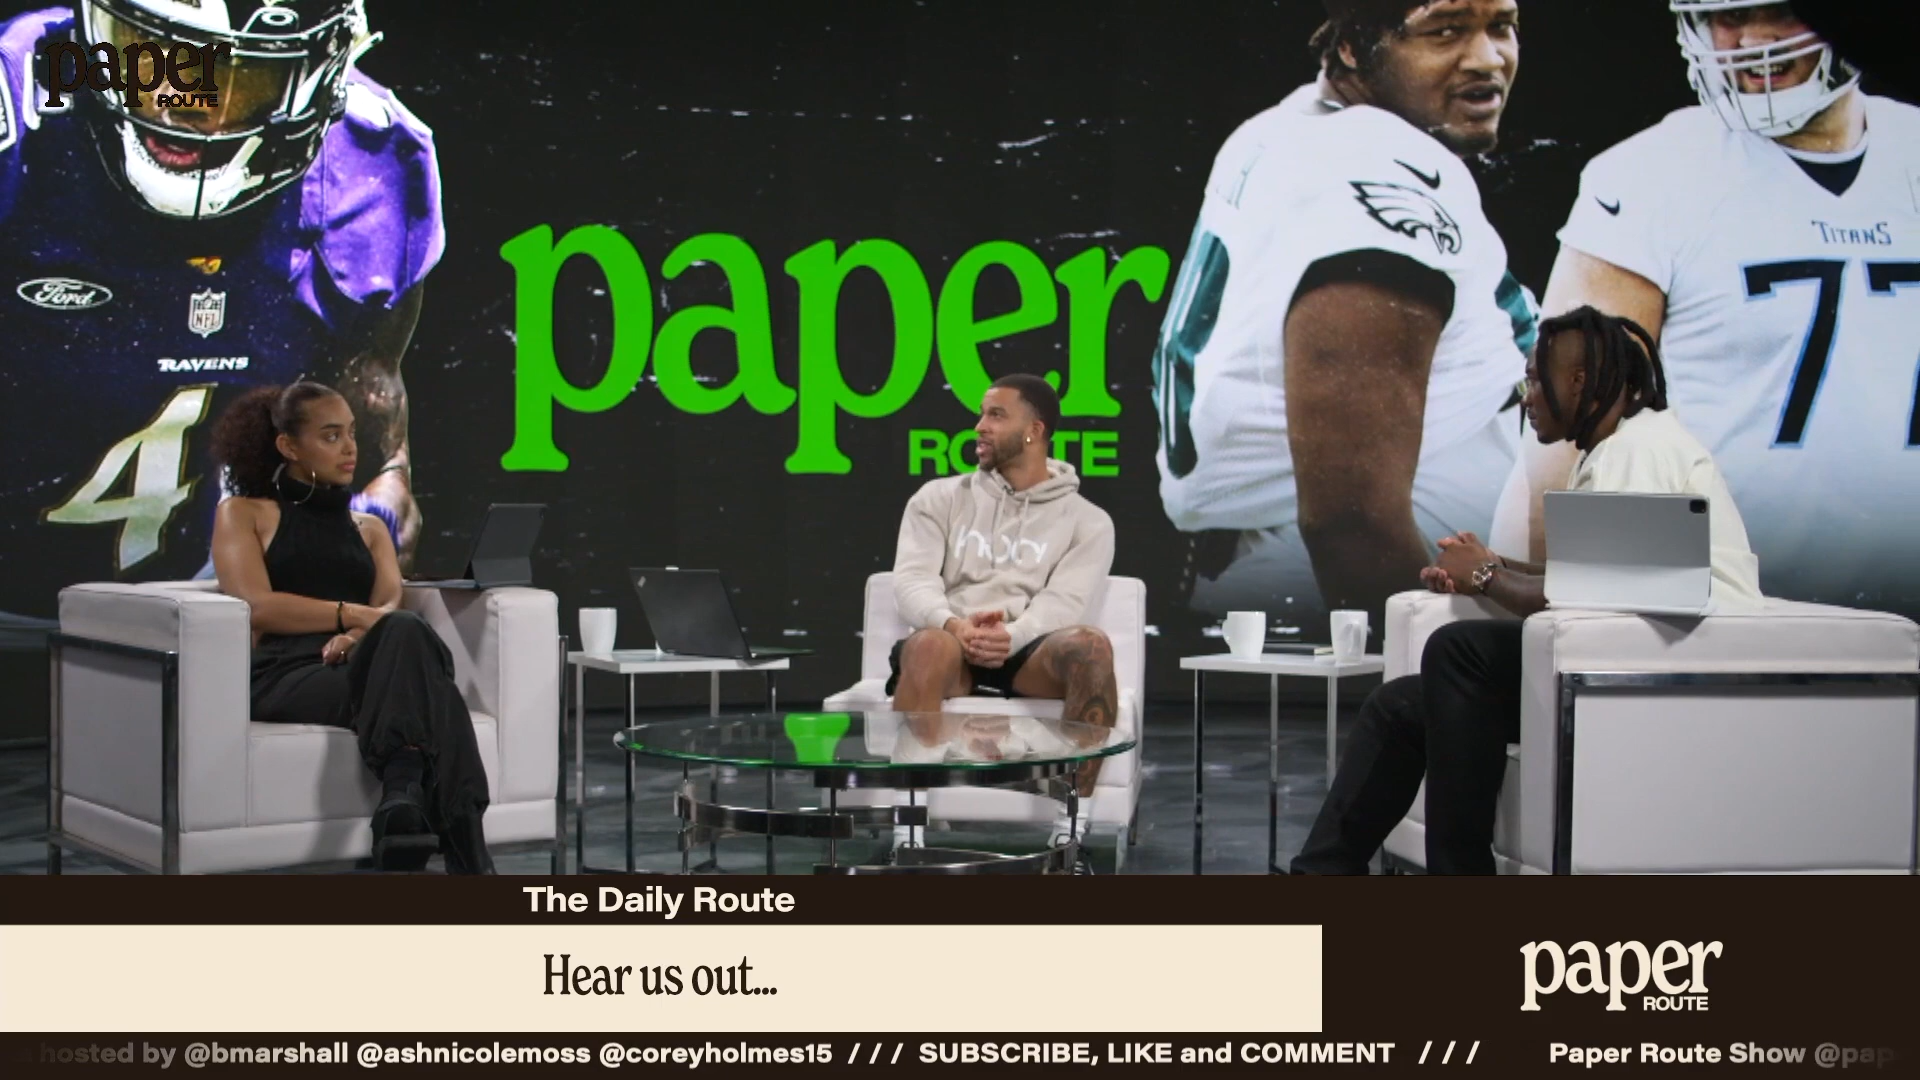 paper
ROUTE
Ford
NFL
RAVENS
4
paper
TITANS
77
The Daily Route
Hear us out...
paper
ROUTE
hosted by @bmarshall @ashnicolemoss @coreyholmes15 /// SUBSCRIBE, LIKE and COMMENT /// Paper Route Show